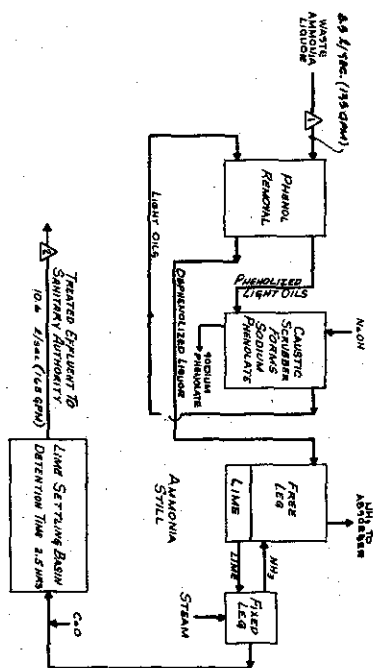 8.5 l/sec. (135 GPM)
WASTE
AMMONIA
LIQUOR
1
PHENOL
REMOVAL
LIGHT OILS
DEPHENOLIZED LIQUOR
PHENOLIZED
LIGHT OILS
NaOH
CAUSTIC
SCRUBBER
FORMS
SODIUM
PHENOLATE
SODIUM
PHENOLATE
AMMONIA
STILL
NH3 TO
ABSORBER
FREE
LEG
LIME
LIME
NH3
FIXED
LEG
STEAM
CaO
LIME SETTLING BASIN
DETENTION TIME 2.5 HRS
2
TREATED EFFLUENT TO
SANITARY AUTHORITY
10.6 l/sec (168 GPM)